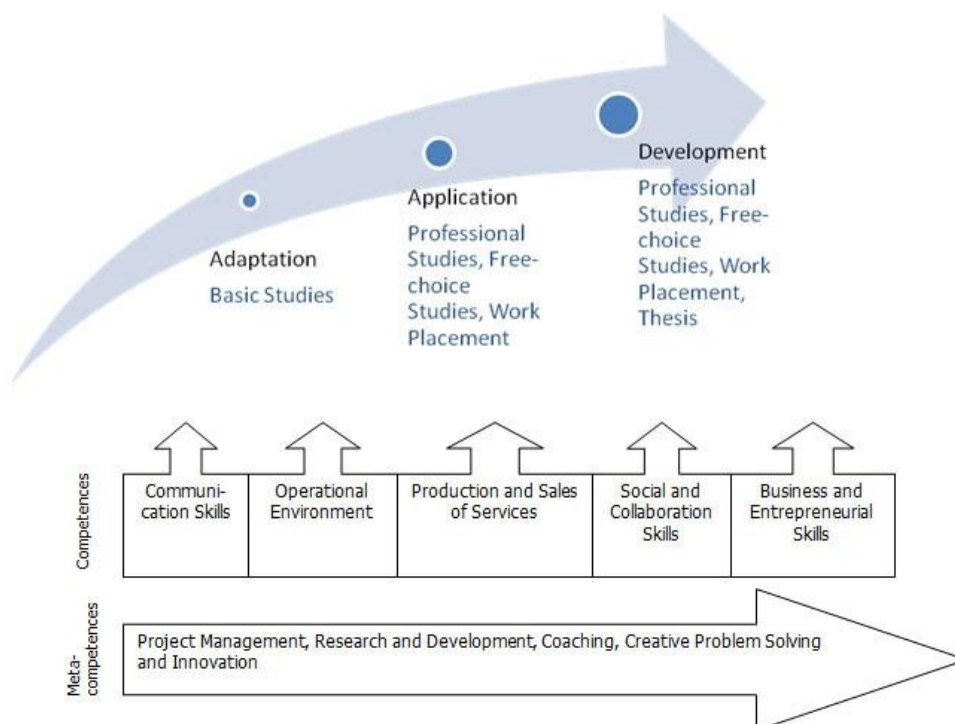 Development
Professional
Studies, Free-
choice
Studies, Work
Placement,
Thesis
Application
Professional
Studies, Free-
choice
Studies, Work
Placement
Adaptation
Basic Studies
Competences
Communi-
cation Skills
Operational
Environment
Production and Sales
of Services
Social and
Collaboration
Skills
Business and
Entrepreneurial
Skills
Meta-
competences
Project Management, Research and Development, Coaching, Creative Problem Solving
and Innovation